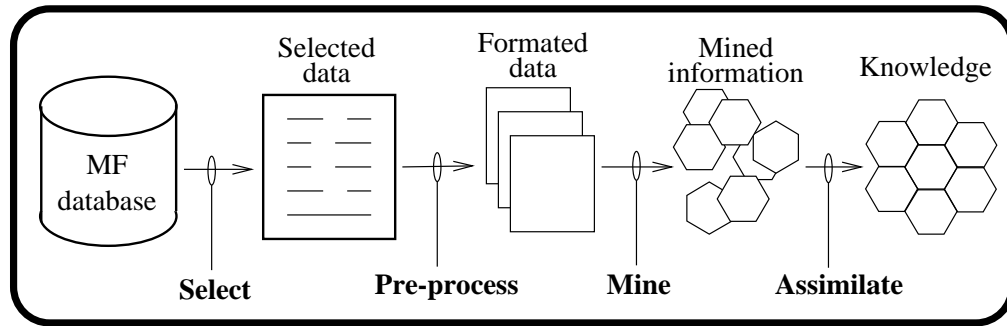 MF
database
Selected
data
Formated
data
Mined
information
Knowledge
Select
Pre-process
Mine
Assimilate